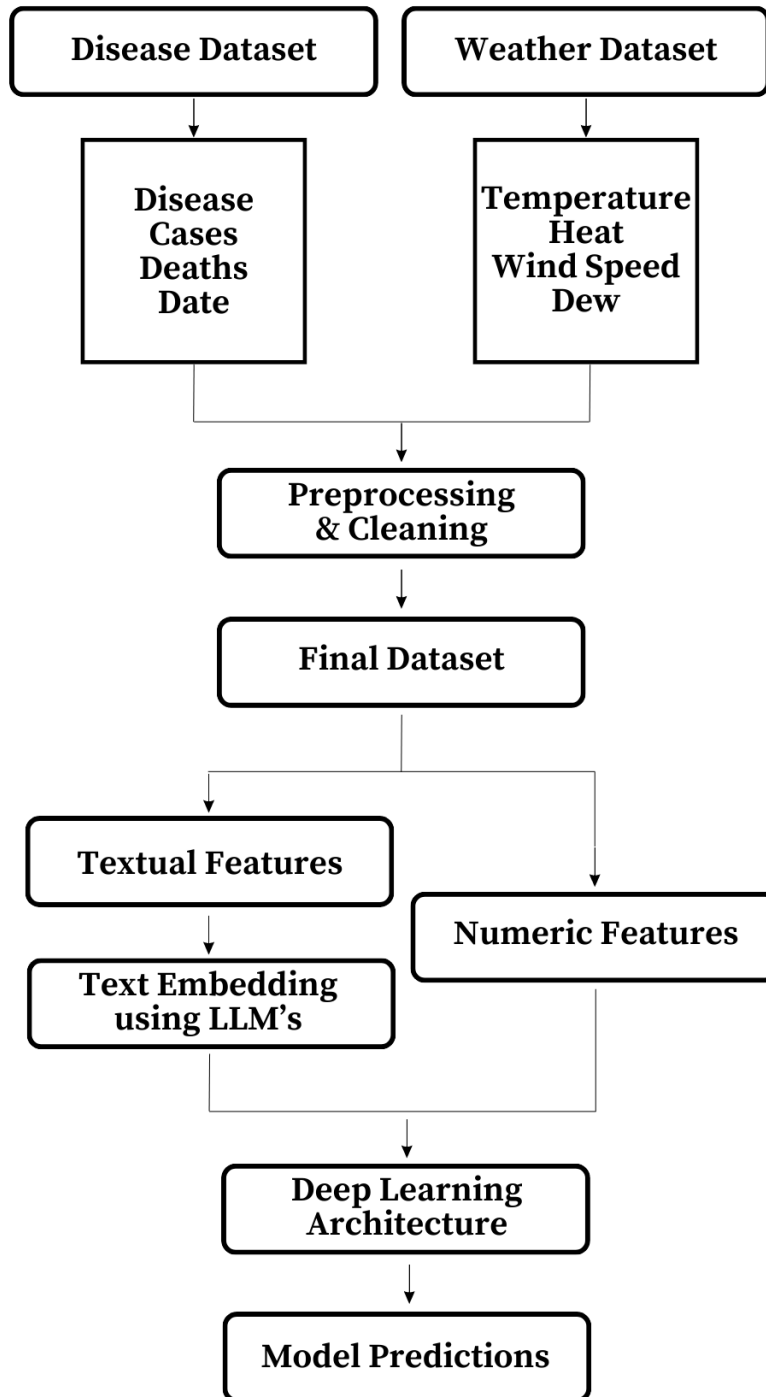 Disease Dataset
Weather Dataset
Disease
Cases
Deaths
Date
Temperature
Heat
Wind Speed
Dew
Preprocessing
& Cleaning
Final Dataset
Textual Features
Numeric Features
Text Embedding
using LLM’s
Deep Learning
Architecture
Model Predictions